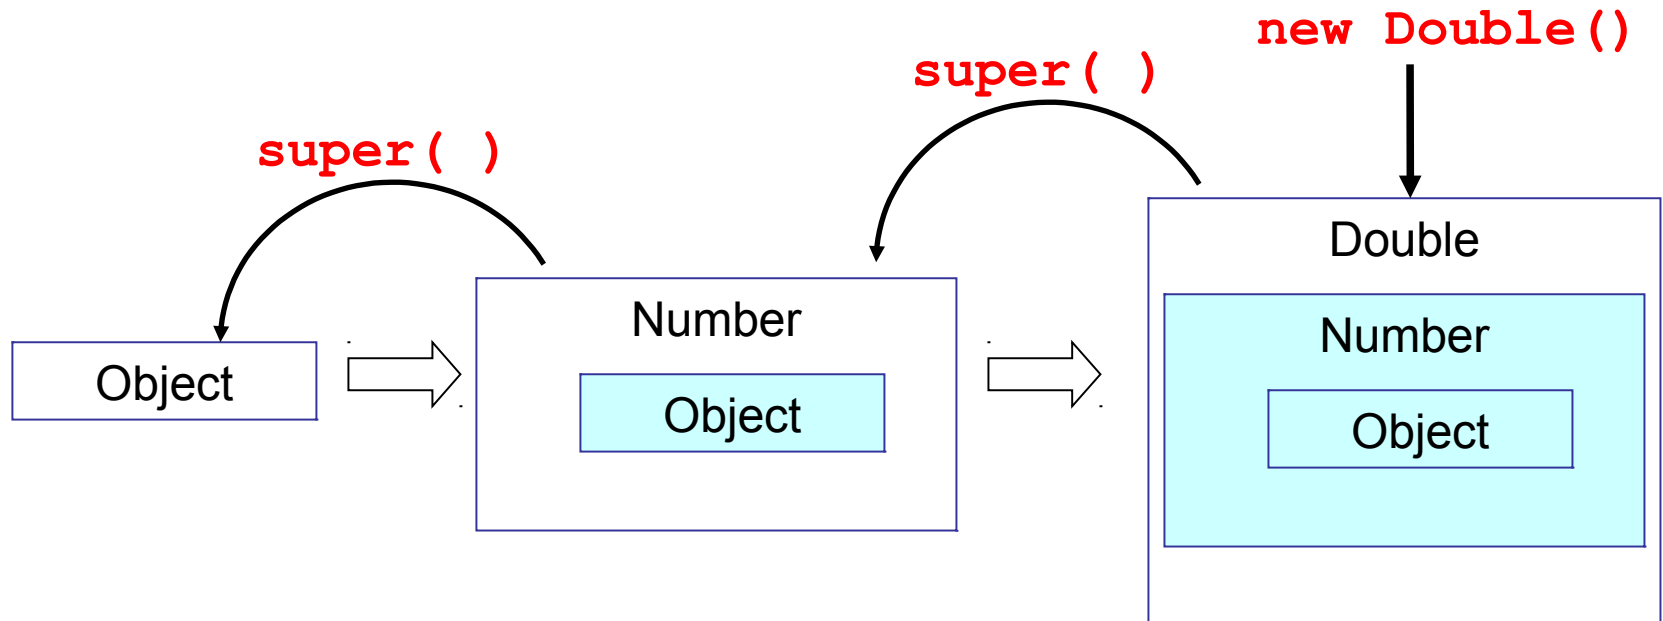 new Double()
super( )
super( )
Double
Number
Number
Object
Object
Object